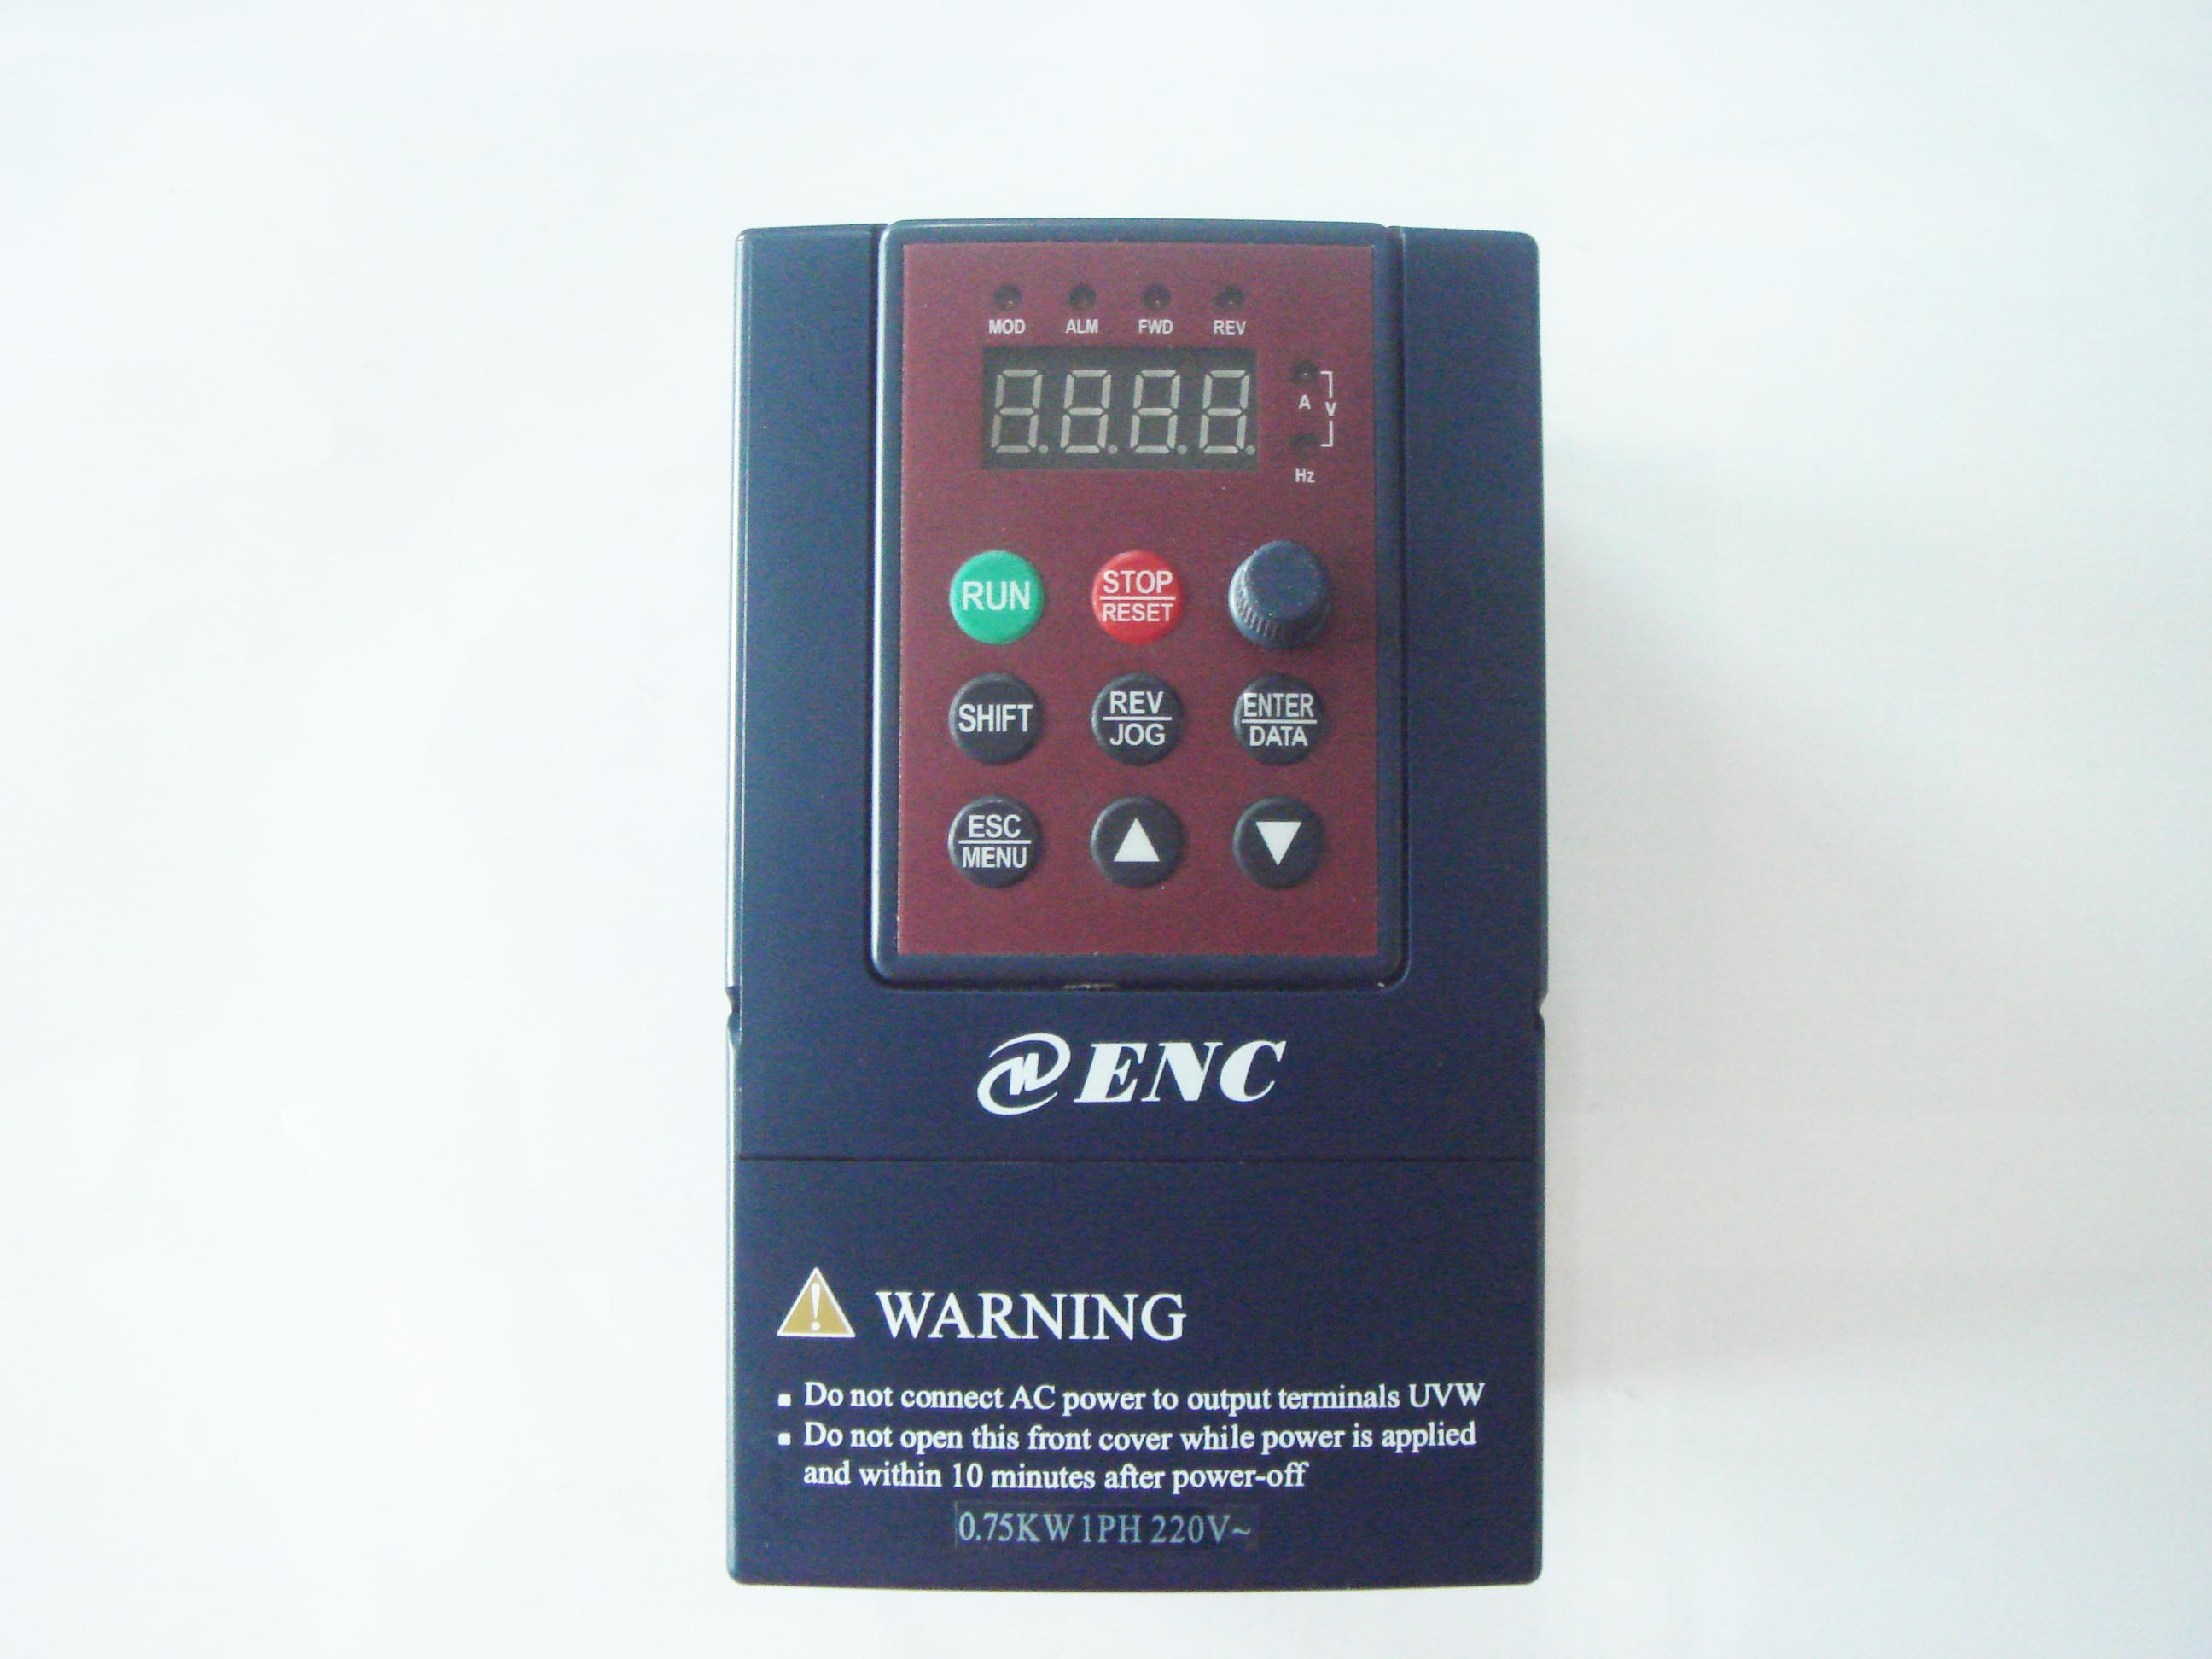 MOD ALM FWD REV
A V
Hz
RUN STOP RESET
SHIFT REV JOG ENTER DATA
ESC MENU
ENC
WARNING
Do not connect AC power to output terminals UVW
Do not open this front cover while power is applied
and within 10 minutes after power-off
0.75KW 1PH 220V~